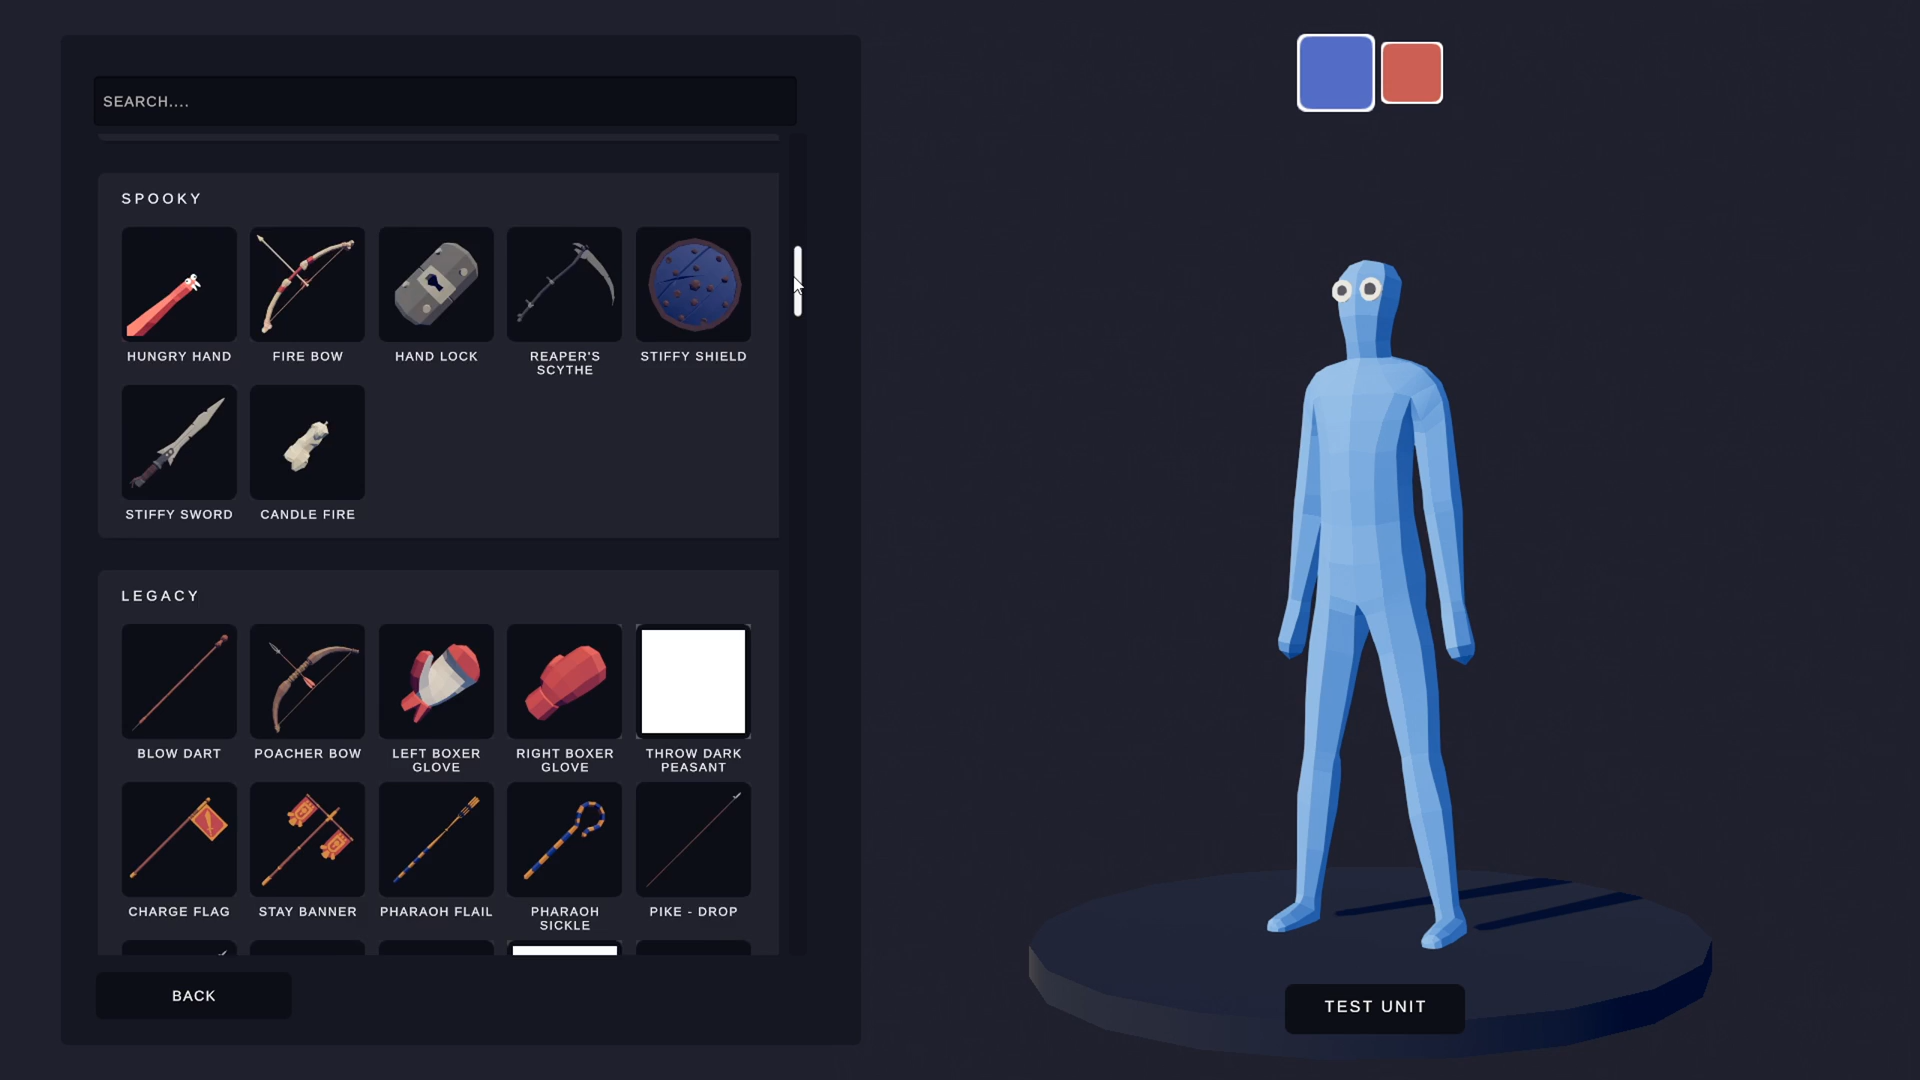 SEARCH....
SPOOKY
HUNGRY HAND
FIRE BOW
HAND LOCK
REAPER'S
SCYTHE
STIFFY SHIELD
STIFFY SWORD
CANDLE FIRE
LEGACY
BLOW DART
POACHER BOW
LEFT BOXER
GLOVE
RIGHT BOXER
GLOVE
THROW DARK
PEASANT
CHARGE FLAG
STAY BANNER
PHARAOH FLAIL
PHARAOH
SICKLE
PIKE - DROP
BACK
TEST UNIT